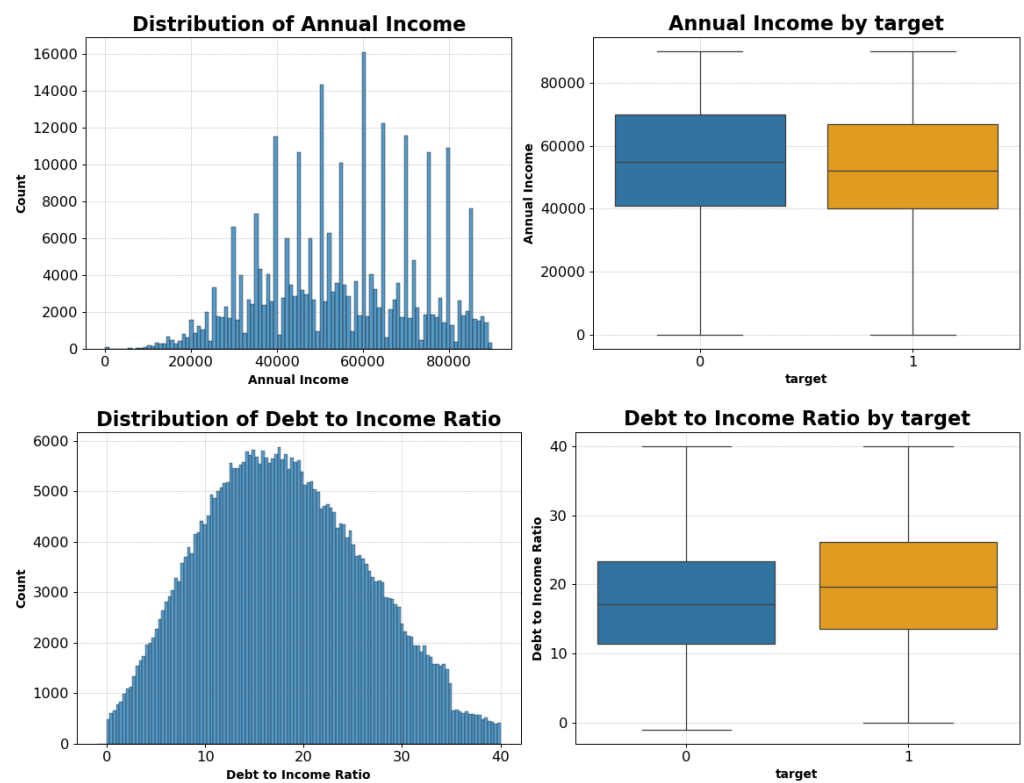 Distribution of Annual Income
16000
14000
12000
10000
8000
6000
4000
2000
0
Count
0 20000 40000 60000 80000
Annual Income
Annual Income by target
80000
60000
40000
20000
0
Annual Income
0 1
target
Distribution of Debt to Income Ratio
6000
5000
4000
3000
2000
1000
0
Count
0 10 20 30 40
Debt to Income Ratio
Debt to Income Ratio by target
40
30
20
10
0
Debt to Income Ratio
0 1
target